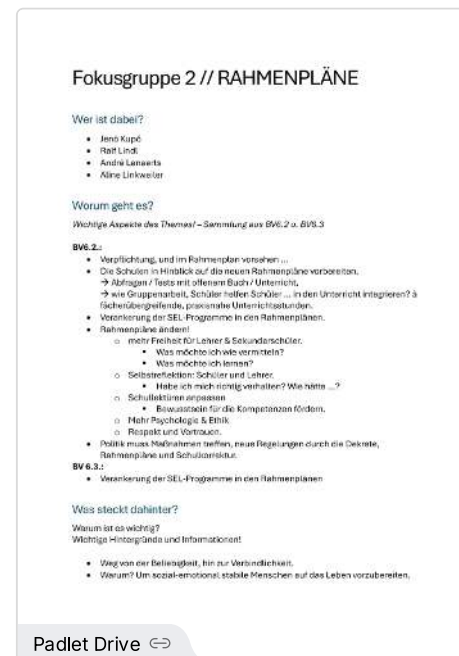 Fokusgruppe 2 // RAHMENPLÄNE
Wer ist dabei?
• Jenö Kupó
• Ralf Lindl
• André Lanaerts
• Aline Linkweiler
Worum geht es?
Wichtige Aspekte des Themas! – Sammlung aus BV6.2 u. BV6.3
BV6.2.:
• Verpflichtung, und im Rahmenplan vorsehen ...
• Die Schulen in Hinblick auf die neuen Rahmenpläne vorbereiten.
→ Abfragen / Tests mit offenem Buch / Unterricht,
→ wie Gruppenarbeit, Schüler helfen Schüler ... in den Unterricht integrieren? à
fächerübergreifende, praxisnahe Unterrichtsstunden.
• Verankerung der SEL-Programme in den Rahmenplänen.
• Rahmenpläne ändern!
o mehr Freiheit für Lehrer & Sekundarschüler.
▪ Was möchte ich wie vermitteln?
▪ Was möchte ich lernen?
o Selbstreflektion: Schüler und Lehrer.
▪ Habe ich mich richtig verhalten? Wie hätte ...?
o Schullektüren anpassen
▪ Bewusstsein für die Kompetenzen fördern.
o Mehr Psychologie & Ethik
o Respekt und Vertrauen.
• Politik muss Maßnahmen treffen, neue Regelungen durch die Dekrete,
Rahmenpläne und Schulkorrektur.
BV 6.3.:
• Verankerung der SEL-Programme in den Rahmenplänen
Was steckt dahinter?
Warum ist es wichtig?
Wichtige Hintergründe und Informationen!
• Weg von der Beliebigkeit, hin zur Verbindlichkeit.
• Warum? Um sozial-emotional stabile Menschen auf das Leben vorzubereiten.
Padlet Drive